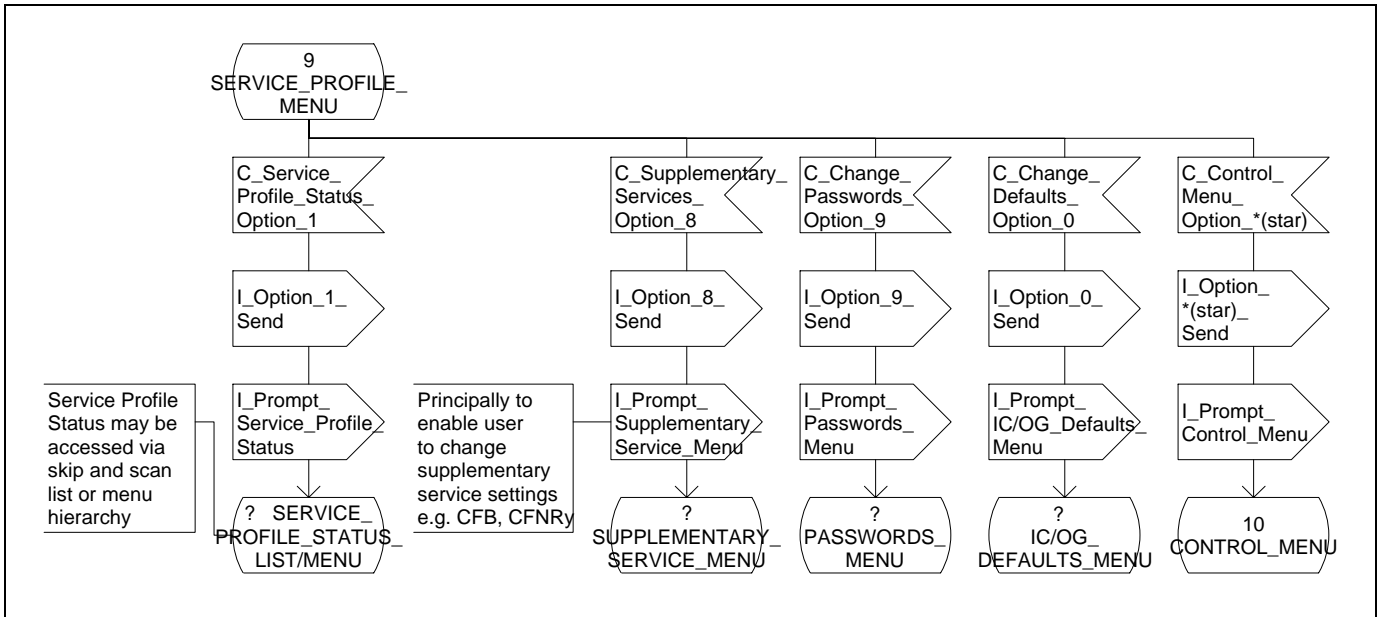 9
SERVICE_PROFILE_
MENU
C_Service_
Profile_Status_
Option_1
C_Supplementary_
Services_
Option_8
C_Change_
Passwords_
Option_9
C_Change_
Defaults_
Option_0
C_Control_
Menu_
Option_*(star)
I_Option_1_
Send
I_Option_8_
Send
I_Option_9_
Send
I_Option_0_
Send
I_Option_
*(star)_
Send
Service Profile
Status may be
accessed via
skip and scan
list or menu
hierarchy
I_Prompt_
Service_Profile_
Status
Principally to
enable user
to change
supplementary
service settings
e.g. CFB, CFNRy
I_Prompt_
Supplementary_
Service_Menu
I_Prompt_
Passwords_
Menu
I_Prompt_
IC/OG_Defaults_
Menu
I_Prompt_
Control_Menu
? SERVICE_
PROFILE_STATUS_
LIST/MENU
?
SUPPLEMENTARY_
SERVICE_MENU
?
PASSWORDS_
MENU
?
IC/OG_
DEFAULTS_MENU
10
CONTROL_MENU